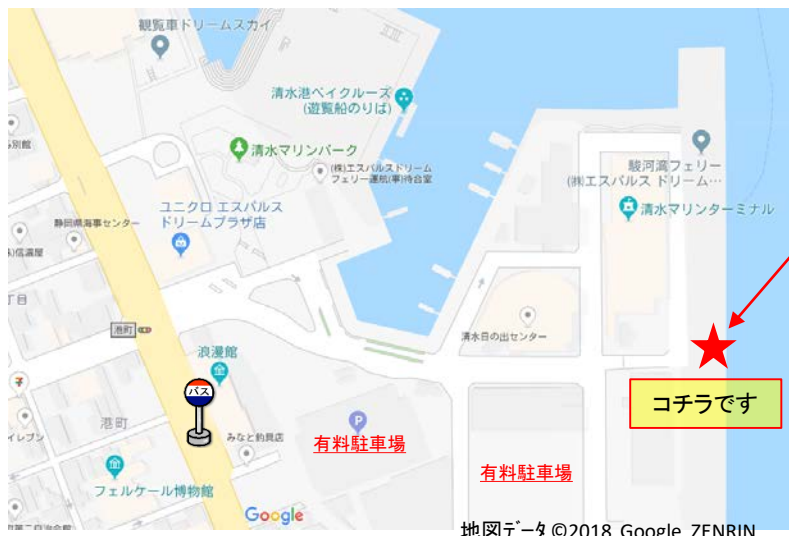 観覧車ドリームスカイ
清水港ベイクルーズ
(遊覧船のりば)
清水マリンパーク
(株)エスパルスドリーム
フェリー運航(事)待合室
駿河湾フェリー
(株)エスパルス ドリーム…
清水マリンターミナル
ユニクロ エスパルス
ドリームプラザ店
静岡県海事センター
港町
清水日の出センター
浪漫館
バス
コチラです
港町
イレブン
みなと釣具店
有料駐車場
P
有料駐車場
フェルケール博物館
Google
地図データ ©2018 Google, ZENRIN